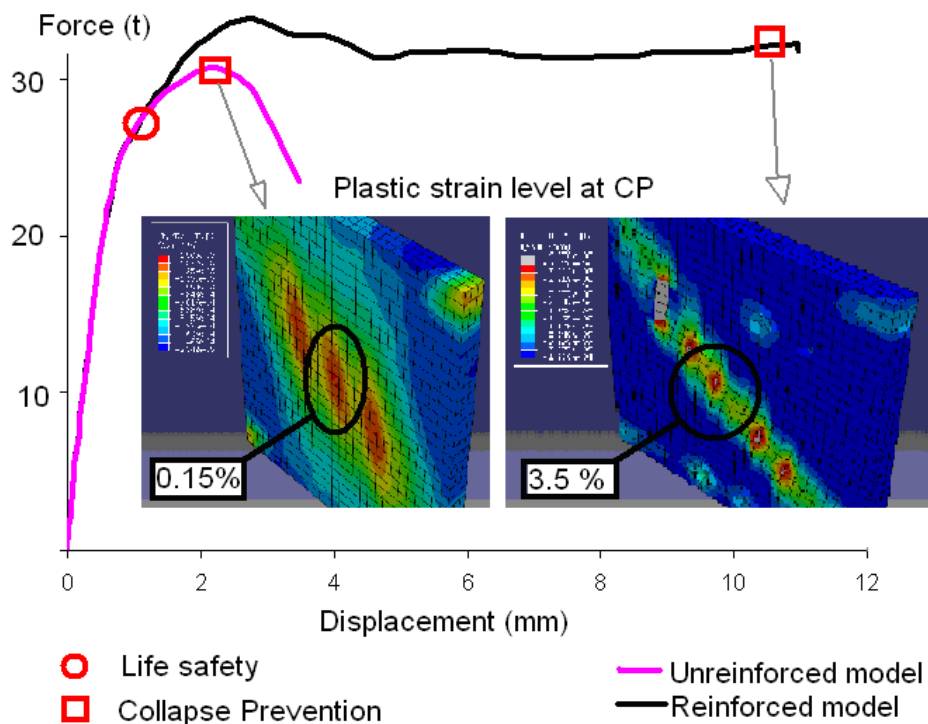 Force (t)
30
20
10
Plastic strain level at CP
0.15%
3.5 %
0
2
4
6
8
10
12
Displacement (mm)
Life safety
Collapse Prevention
Unreinforced model
Reinforced model